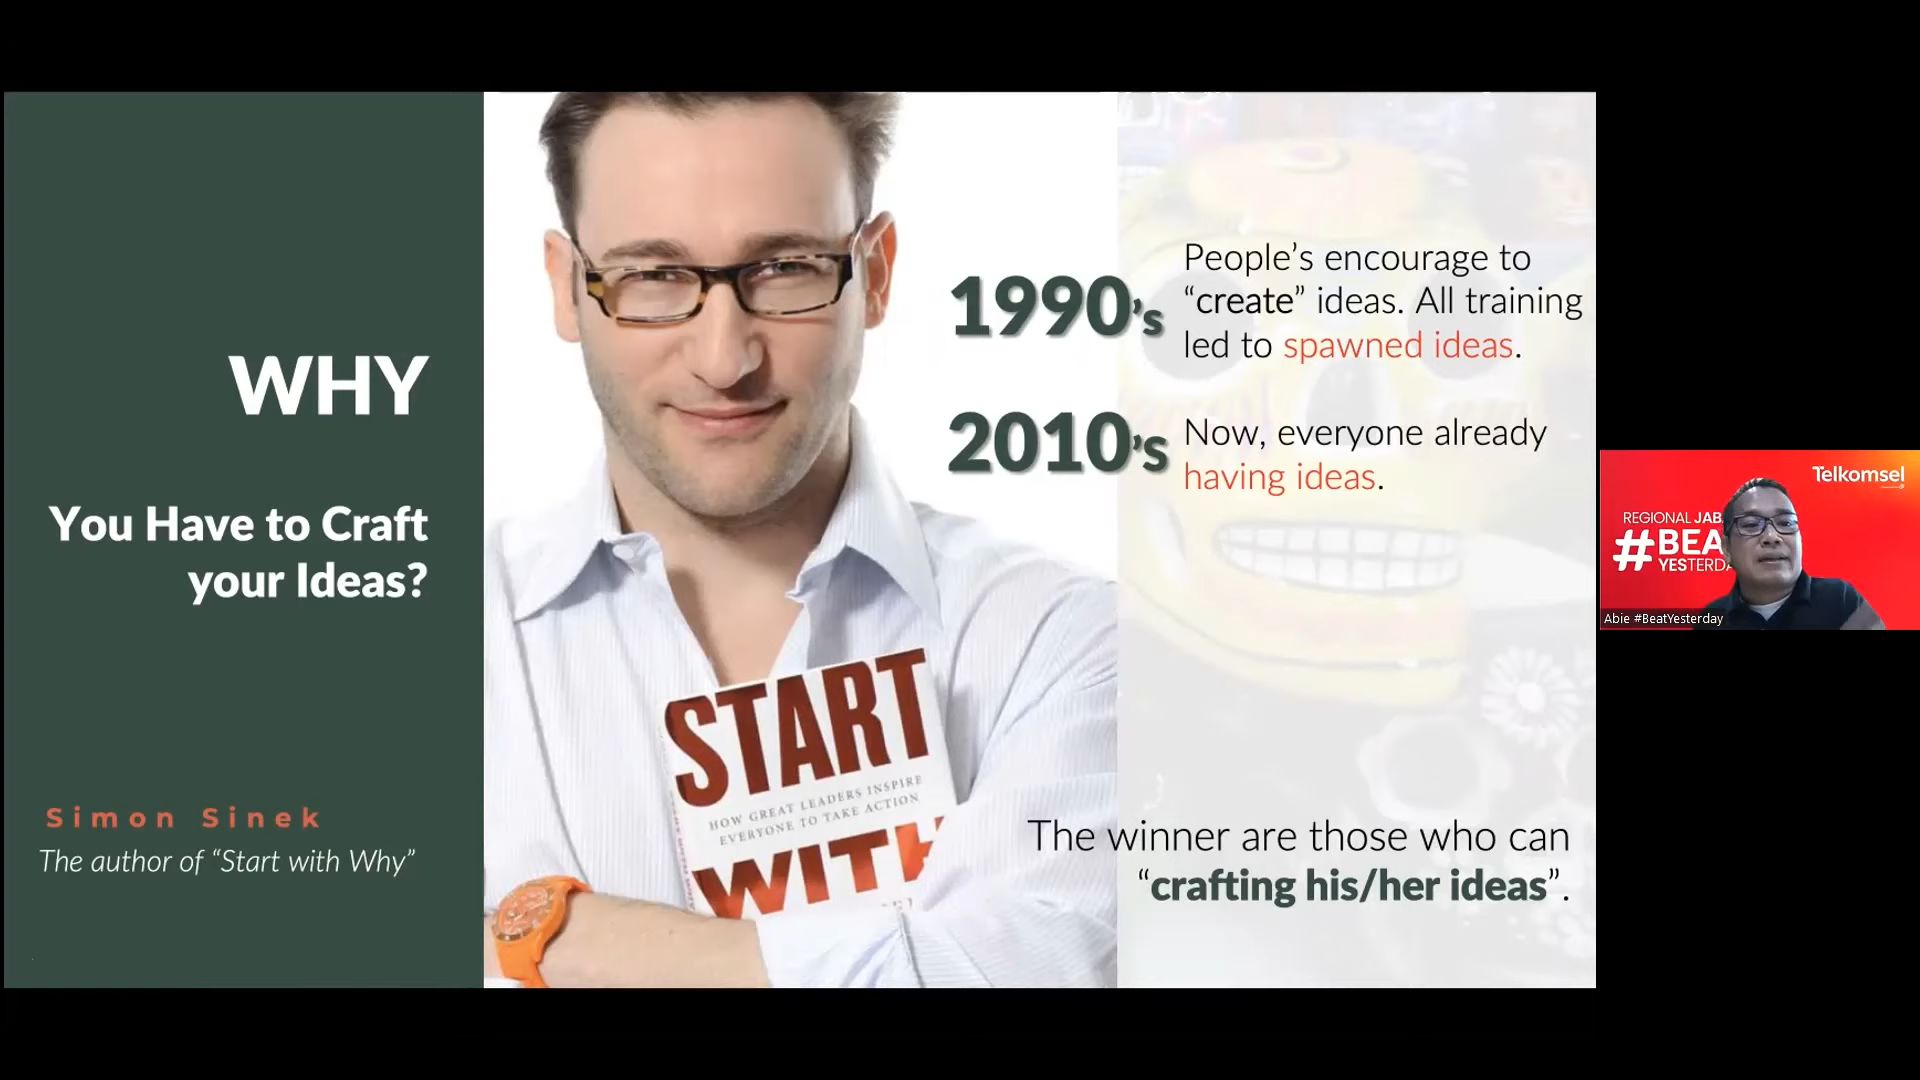 WHY
You Have to Craft
your Ideas?
Simon Sinek
The author of “Start with Why”
START
HOW GREAT LEADERS INSPIRE
EVERYONE TO TAKE ACTION
WITH
1990’s
People’s encourage to
“create” ideas. All training
led to spawned ideas.
2010’s
Now, everyone already
having ideas.
The winner are those who can
“crafting his/her ideas”.
Telkomsel
REGIONAL JAB
#BEA
YESTERDA
Abie #BeatYesterday